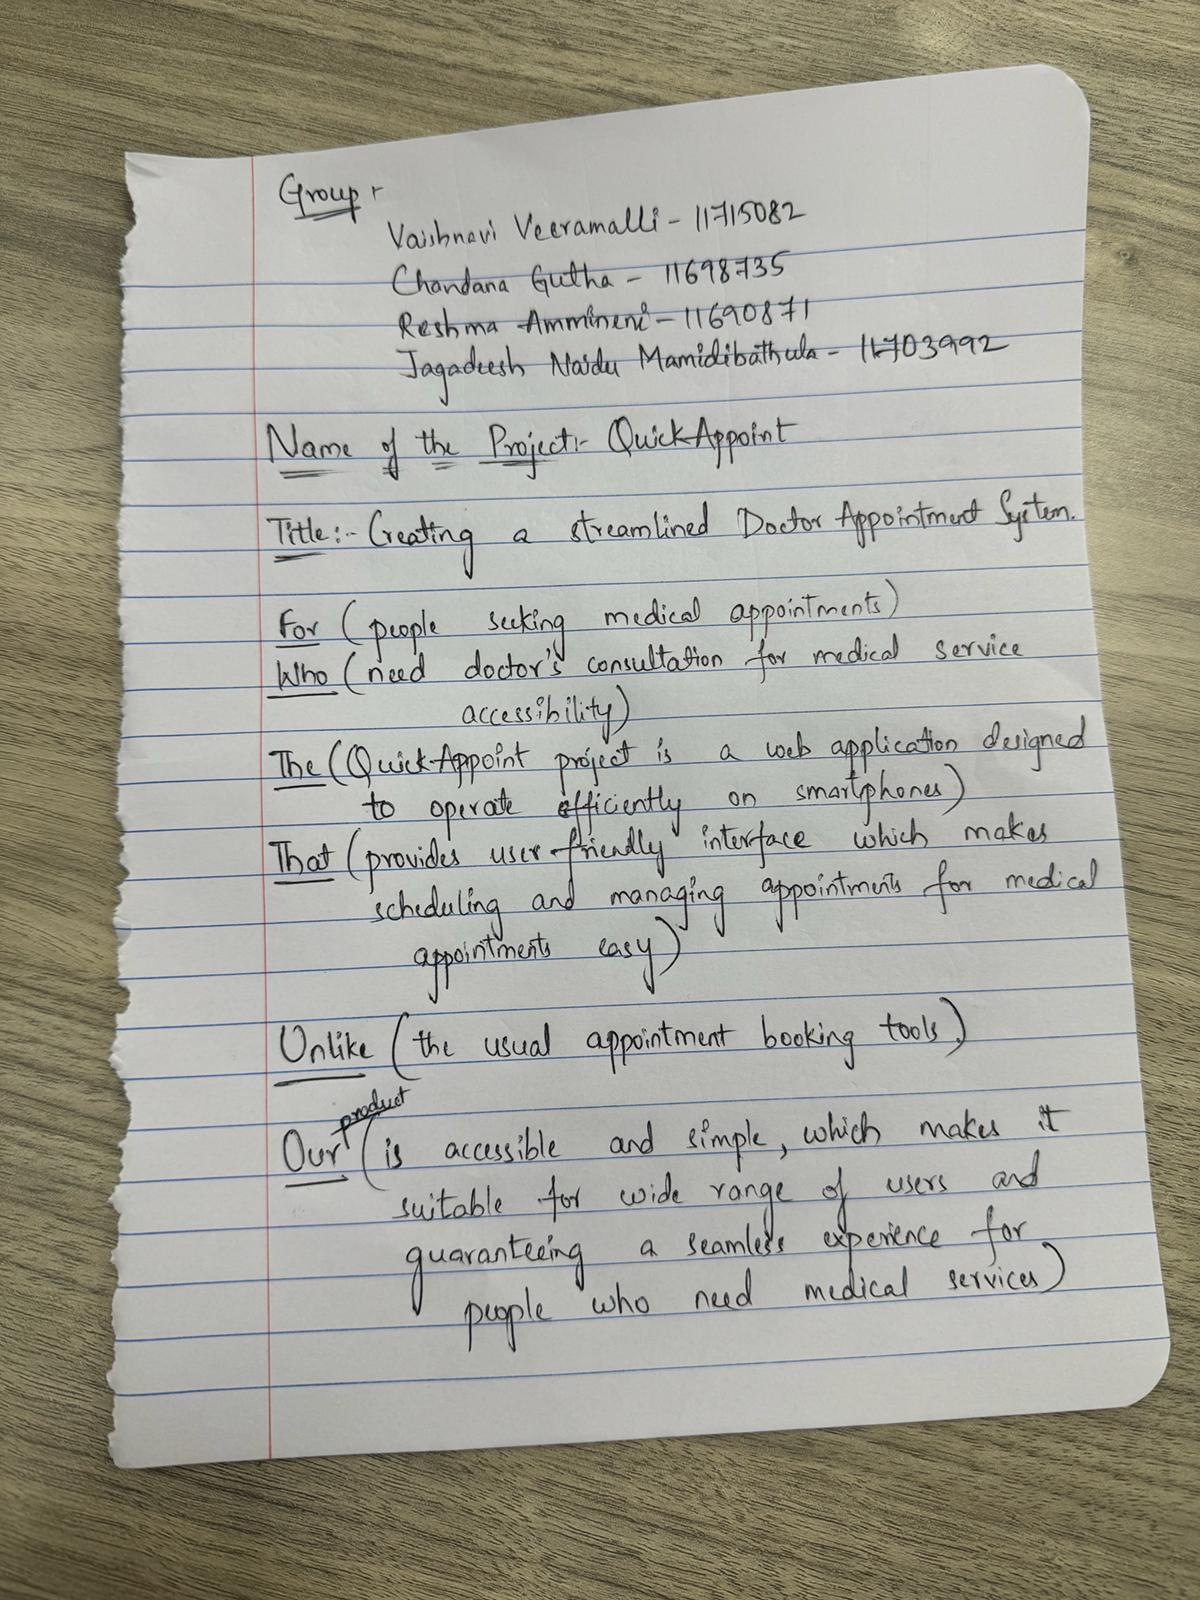 Group:-
Vaishnavi Veeramalli - 11715082
Chandana Gutha - 11698735
Reshma Ammineni - 11690871
Jagadeesh Naidu Mamidibathula - 11703992
Name of the Project:- QuickAppoint
Title:- Creating a streamlined Doctor Appointment System.
For (people seeking medical appointments)
Who (need doctor's consultation for medical service
accessibility)
The (QuickAppoint project is a web application designed
to operate efficiently on smartphones)
That (provides user-friendly interface which makes
scheduling and managing appointments for medical
appointments easy)
Unlike (the usual appointment booking tools.)
product
Our (is accessible and simple, which makes it
suitable for wide range of users and
guaranteeing a seamless experience for
people who need medical services)